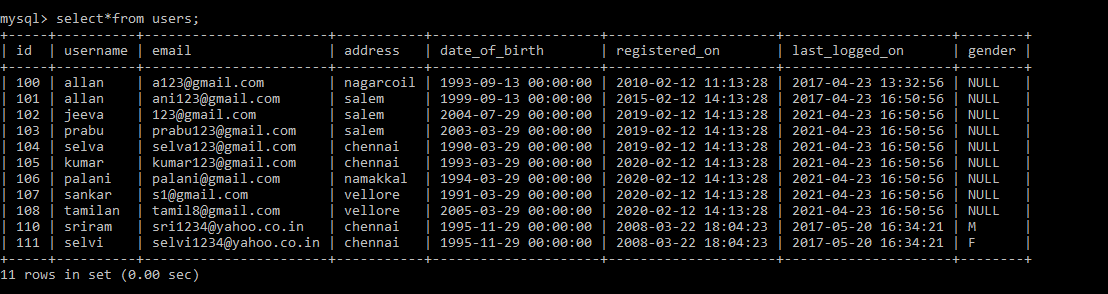 mysql> select*from users;
+-----+----------+------------------------+-----------+---------------------+---------------------+---------------------+--------+
| id  | username | email                  | address   | date_of_birth       | registered_on       | last_logged_on      | gender |
+-----+----------+------------------------+-----------+---------------------+---------------------+---------------------+--------+
| 100 | allan    | a123@gmail.com         | nagarcoil | 1993-09-13 00:00:00 | 2010-02-12 11:13:28 | 2017-04-23 13:32:56 | NULL   |
| 101 | allan    | ani123@gmail.com       | salem     | 1999-09-13 00:00:00 | 2015-02-12 14:13:28 | 2017-04-23 16:50:56 | NULL   |
| 102 | jeeva    | 123@gmail.com          | salem     | 2004-07-29 00:00:00 | 2019-02-12 14:13:28 | 2021-04-23 16:50:56 | NULL   |
| 103 | prabu    | prabu123@gmail.com     | salem     | 2003-03-29 00:00:00 | 2019-02-12 14:13:28 | 2021-04-23 16:50:56 | NULL   |
| 104 | selva    | selva123@gmail.com     | chennai   | 1990-03-29 00:00:00 | 2019-02-12 14:13:28 | 2021-04-23 16:50:56 | NULL   |
| 105 | kumar    | kumar123@gmail.com     | chennai   | 1993-03-29 00:00:00 | 2020-02-12 14:13:28 | 2021-04-23 16:50:56 | NULL   |
| 106 | palani   | palani@gmail.com       | namakkal  | 1994-03-29 00:00:00 | 2020-02-12 14:13:28 | 2021-04-23 16:50:56 | NULL   |
| 107 | sankar   | s1@gmail.com           | vellore   | 1991-03-29 00:00:00 | 2020-02-12 14:13:28 | 2021-04-23 16:50:56 | NULL   |
| 108 | tamilan  | tamil8@gmail.com       | vellore   | 2005-03-29 00:00:00 | 2020-02-12 14:13:28 | 2021-04-23 16:50:56 | NULL   |
| 110 | sriram   | sri1234@yahoo.co.in    | chennai   | 1995-11-29 00:00:00 | 2008-03-22 18:04:23 | 2017-05-20 16:34:21 | M      |
| 111 | selvi    | selvi1234@yahoo.co.in  | chennai   | 1995-11-29 00:00:00 | 2008-03-22 18:04:23 | 2017-05-20 16:34:21 | F      |
+-----+----------+------------------------+-----------+---------------------+---------------------+---------------------+--------+
11 rows in set (0.00 sec)